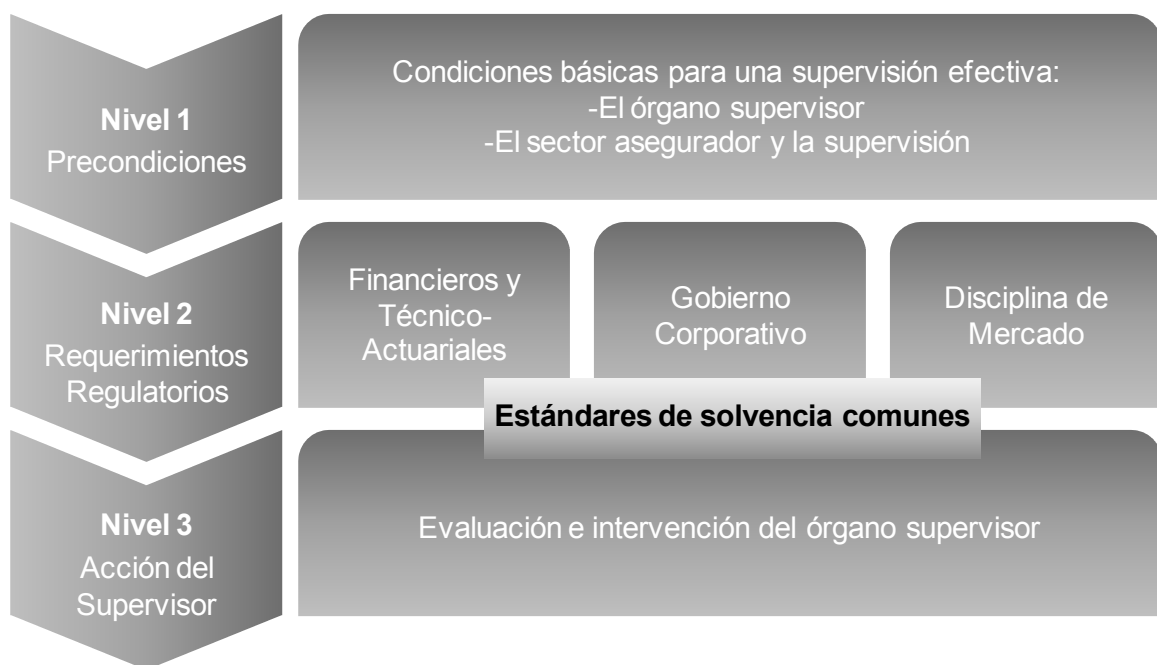 Nivel 1
Precondiciones
Condiciones básicas para una supervisión efectiva:
-El órgano supervisor
-El sector asegurador y la supervisión
Nivel 2
Requerimientos
Regulatorios
Financieros y
Técnico-
Actuariales
Gobierno
Corporativo
Disciplina de
Mercado
Estándares de solvencia comunes
Nivel 3
Acción del
Supervisor
Evaluación e intervención del órgano supervisor